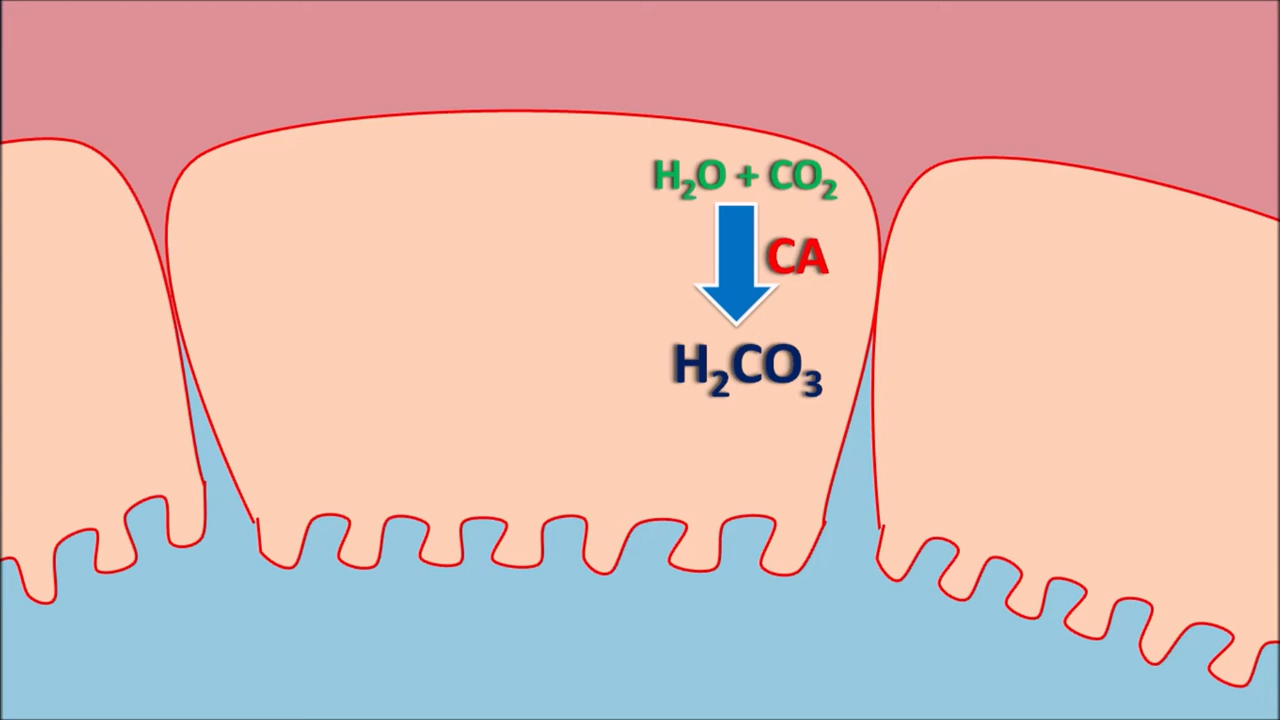 H₂O + CO₂
CA
H₂CO₃